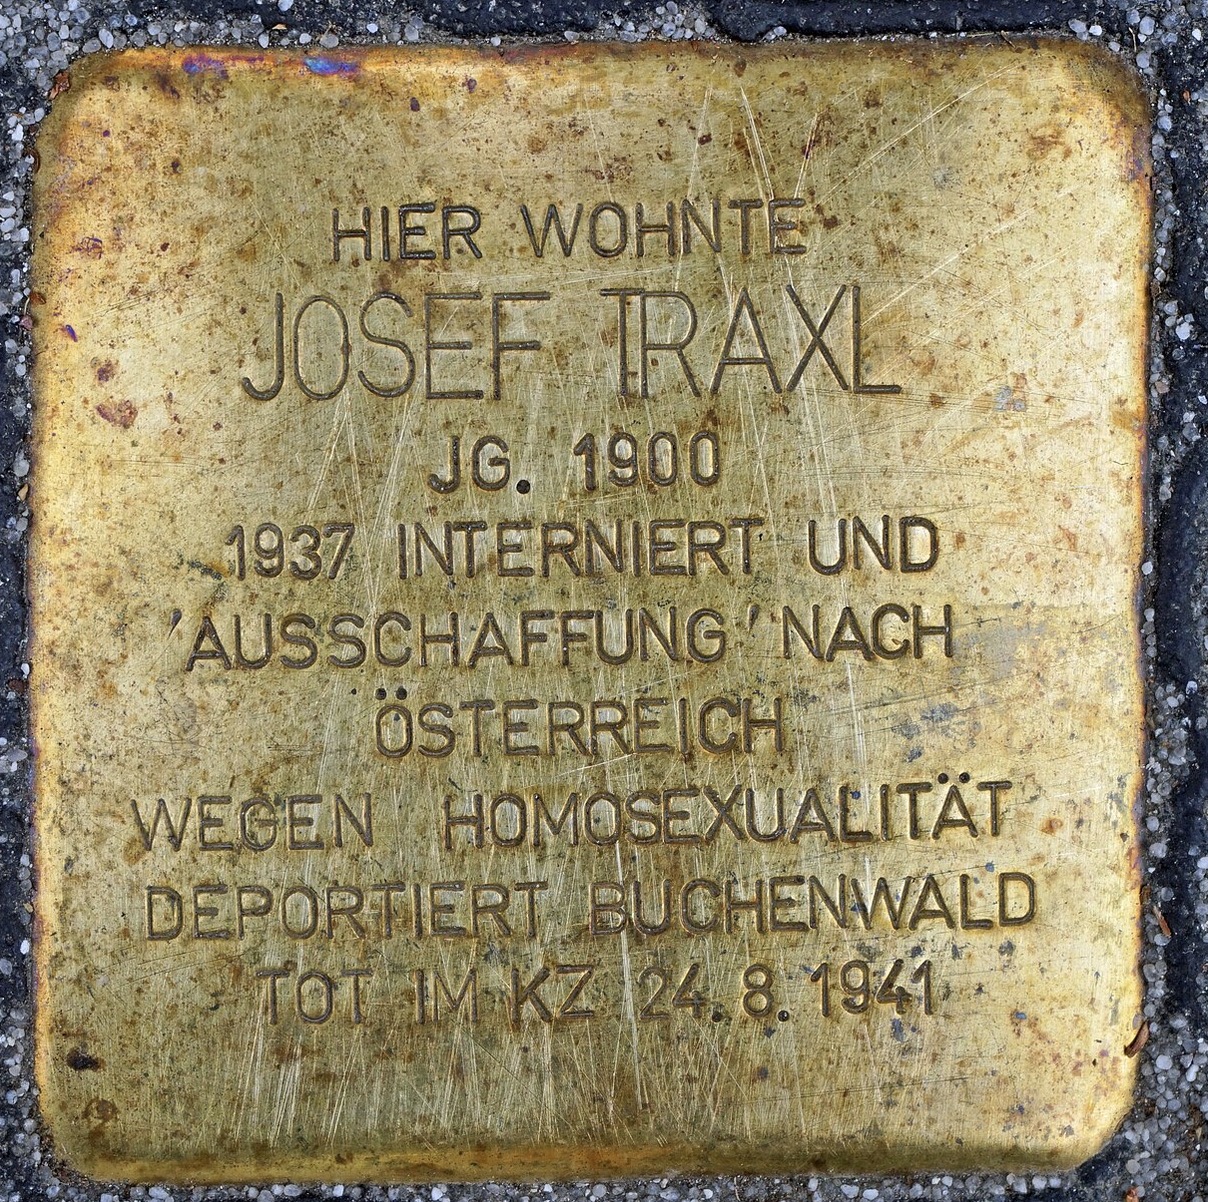 HIER WOHNTE
JOSEF TRAXL
JG. 1900
1937 INTERNIERT UND
'AUSSCHAFFUNG' NACH
ÖSTERREICH
WEGEN HOMOSEXUALITÄT
DEPORTIERT BUCHENWALD
TOT IM KZ 24.8.1941